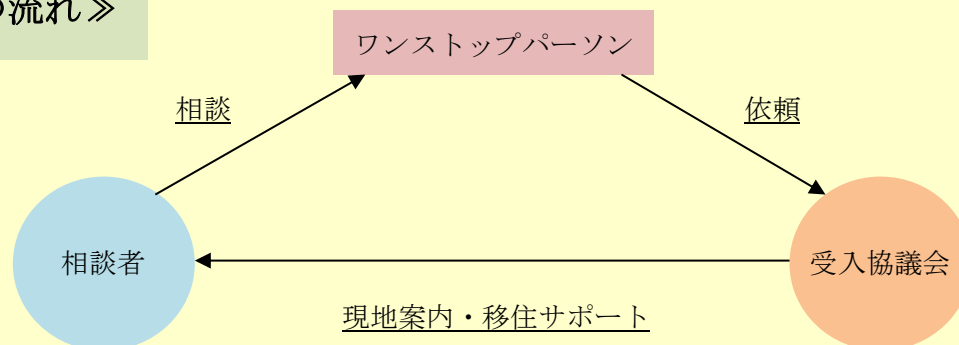 流れ≫
ワンストップパーソン
相談
依頼
相談者
受入協議会
現地案内・移住サポート